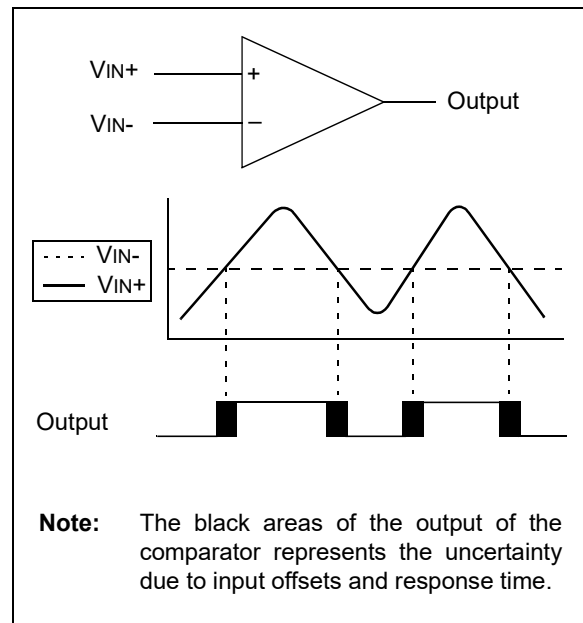 VIN+
+
Output
VIN-
−
VIN-
VIN+
Output
Note: The black areas of the output of the
comparator represents the uncertainty
due to input offsets and response time.